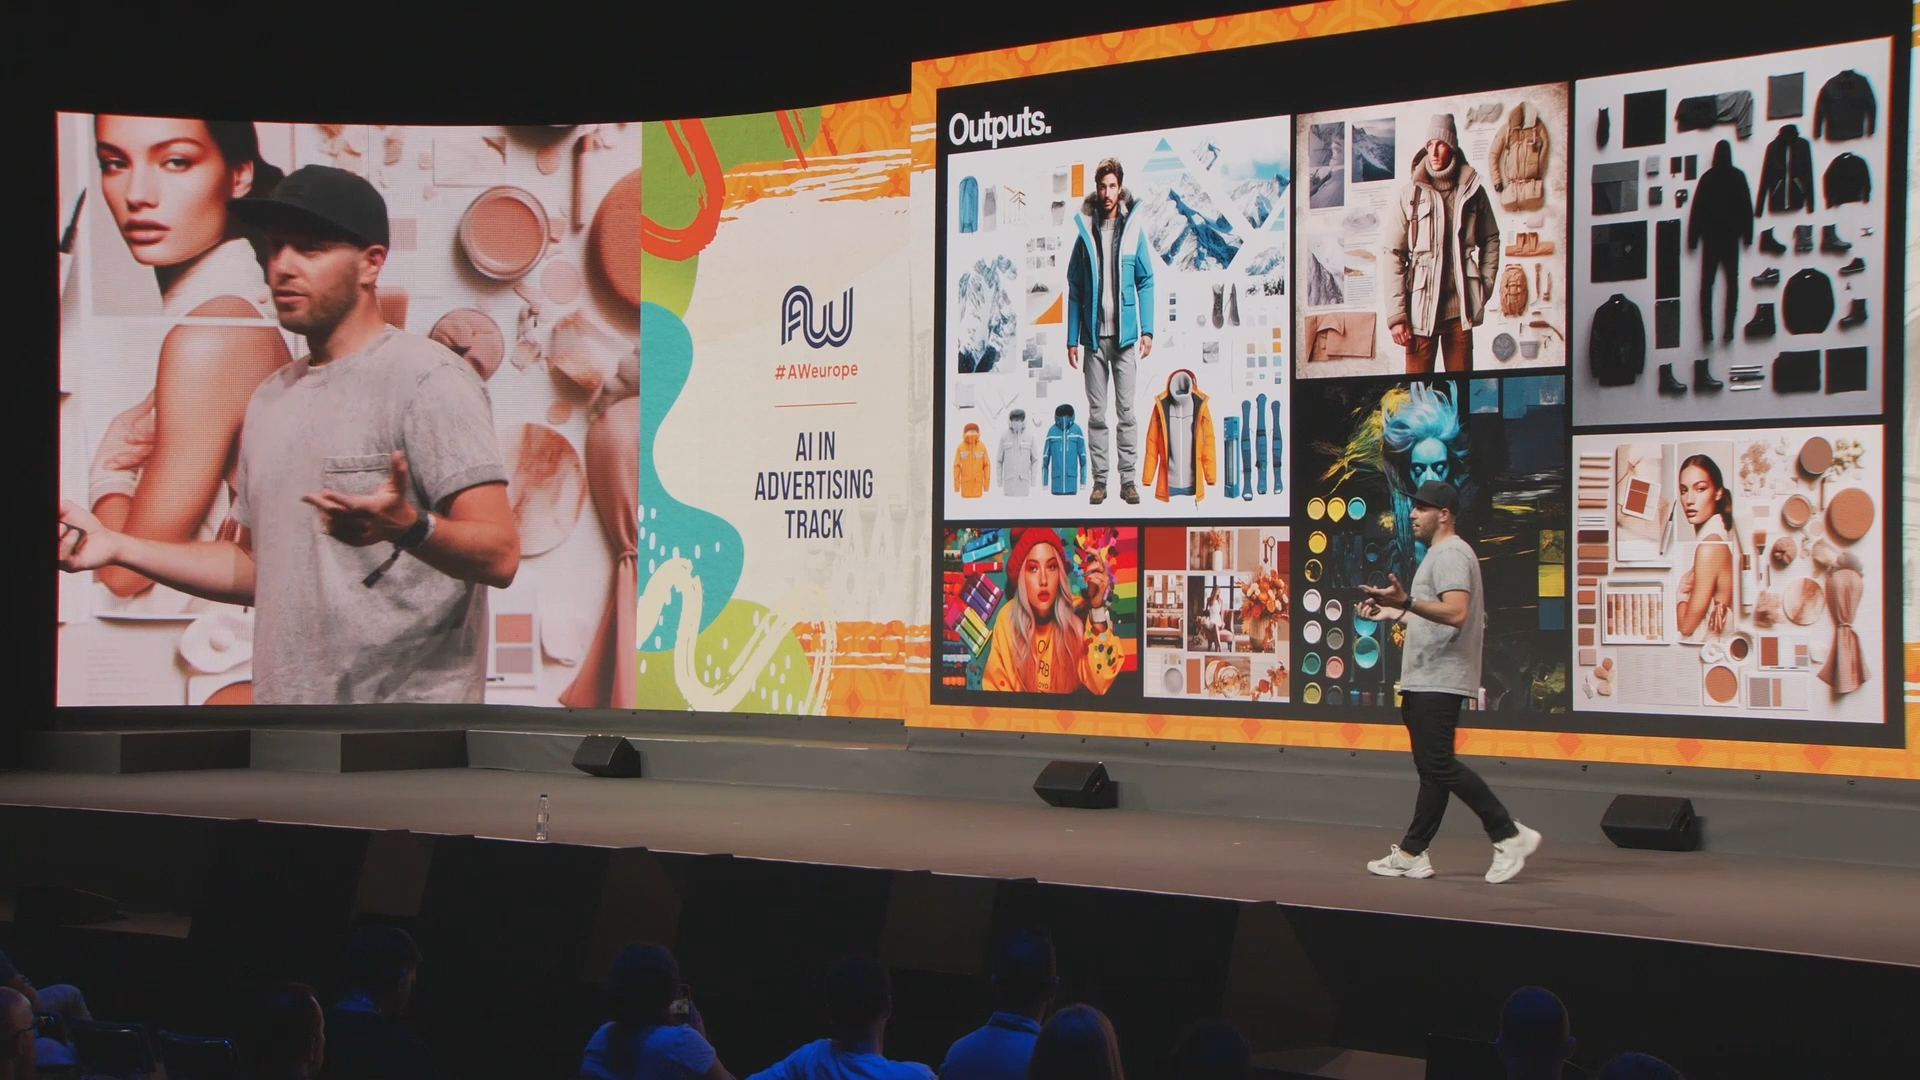 AW
#AWeurope
AI IN
ADVERTISING
TRACK
Outputs.